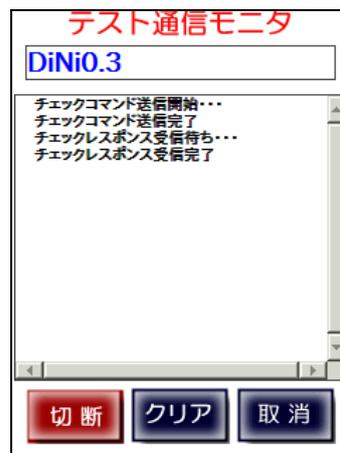 テスト通信モニタ
DiNi0.3
チェックコマンド送信開始・・・
チェックコマンド送信完了
チェックレスポンス受信待ち・・・
チェックレスポンス受信完了
切断 クリア 取消